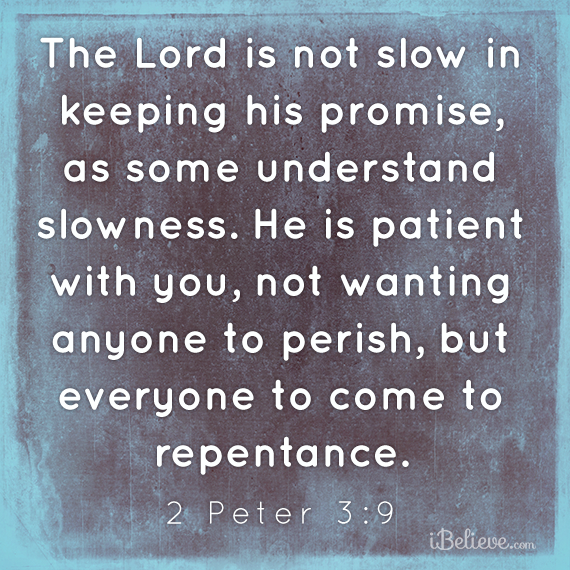 The Lord is not slow in
keeping his promise,
as some understand
slowness. He is patient
with you, not wanting
anyone to perish, but
everyone to come to
repentance.
2 Peter 3:9
iBelieve.com